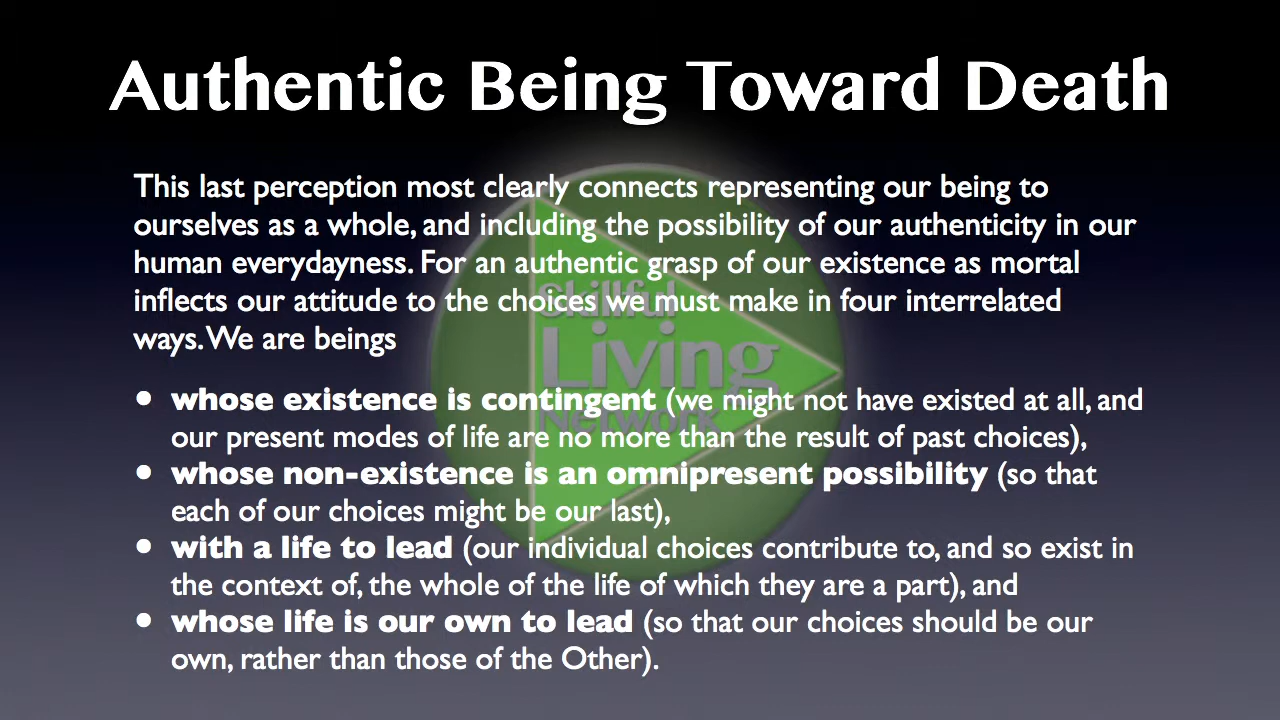 Authentic Being Toward Death
This last perception most clearly connects representing our being to
ourselves as a whole, and including the possibility of our authenticity in our
human everydayness. For an authentic grasp of our existence as mortal
inflects our attitude to the choices we must make in four interrelated
ways. We are beings
• whose existence is contingent (we might not have existed at all, and
our present modes of life are no more than the result of past choices),
• whose non-existence is an omnipresent possibility (so that
each of our choices might be our last),
• with a life to lead (our individual choices contribute to, and so exist in
the context of, the whole of the life of which they are a part), and
• whose life is our own to lead (so that our choices should be our
own, rather than those of the Other).
Skillful
Living
Network